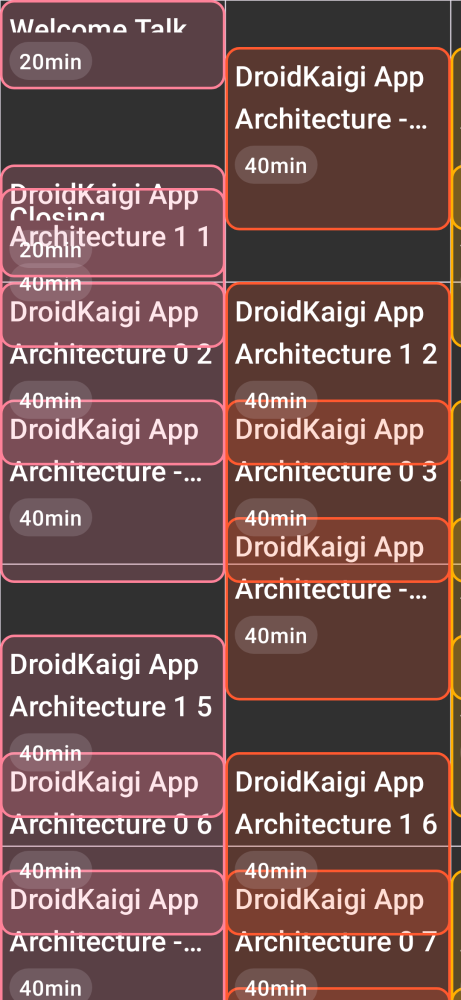 Welcome Talk
20min
DroidKaigi App
Closing
Architecture 1 1
20min
40min
DroidKaigi App
Architecture 0 2
40min
DroidKaigi App
Architecture -...
40min
DroidKaigi App
Architecture 1 5
40min
DroidKaigi App
Architecture 0 6
40min
DroidKaigi App
Architecture -...
40min
DroidKaigi App
Architecture -...
40min
DroidKaigi App
Architecture 1 2
40min
DroidKaigi App
Architecture 0 3
40min
DroidKaigi App
Architecture -...
40min
DroidKaigi App
Architecture 1 6
40min
DroidKaigi App
Architecture 0 7
40min